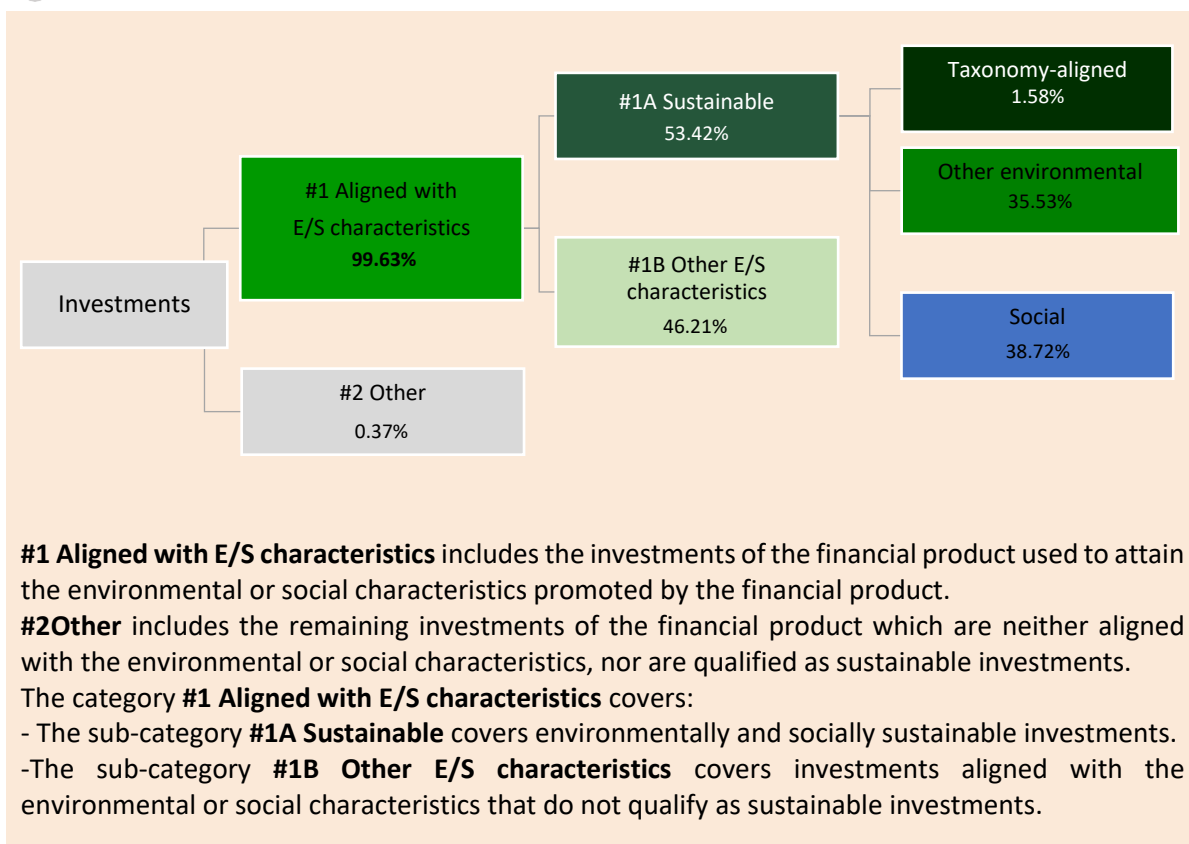 Investments
#1 Aligned with
E/S characteristics
99.63%
#2 Other
0.37%
#1A Sustainable
53.42%
#1B Other E/S
characteristics
46.21%
Taxonomy-aligned
1.58%
Other environmental
35.53%
Social
38.72%
#1 Aligned with E/S characteristics includes the investments of the financial product used to attain
the environmental or social characteristics promoted by the financial product.
#2Other includes the remaining investments of the financial product which are neither aligned
with the environmental or social characteristics, nor are qualified as sustainable investments.
The category #1 Aligned with E/S characteristics covers:
- The sub-category #1A Sustainable covers environmentally and socially sustainable investments.
-The sub-category #1B Other E/S characteristics covers investments aligned with the
environmental or social characteristics that do not qualify as sustainable investments.